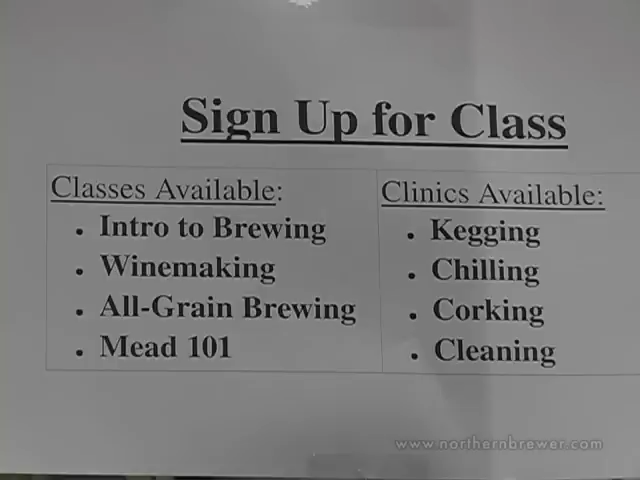 Sign Up for Class
Classes Available:
• Intro to Brewing
• Winemaking
• All-Grain Brewing
• Mead 101
Clinics Available:
• Kegging
• Chilling
• Corking
• Cleaning
www.northernbrewer.com